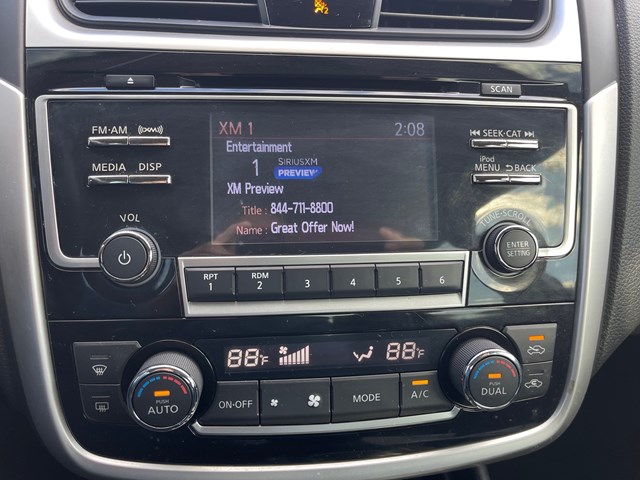 2
SCAN
FM·AM
((XM))
XM 1
2:08
SEEK·CAT
Entertainment
1
SIRIUSXM
PREVIEW
MEDIA DISP
iPod
MENU BACK
XM Preview
Title : 844-711-8800
Name : Great Offer Now!
VOL
TUNE·SCROLL
ENTER
SETTING
RPT
1
RDM
2
3
4
5
6
88°F
88°F
PUSH
AUTO
ON·OFF
MODE
A/C
PUSH
DUAL